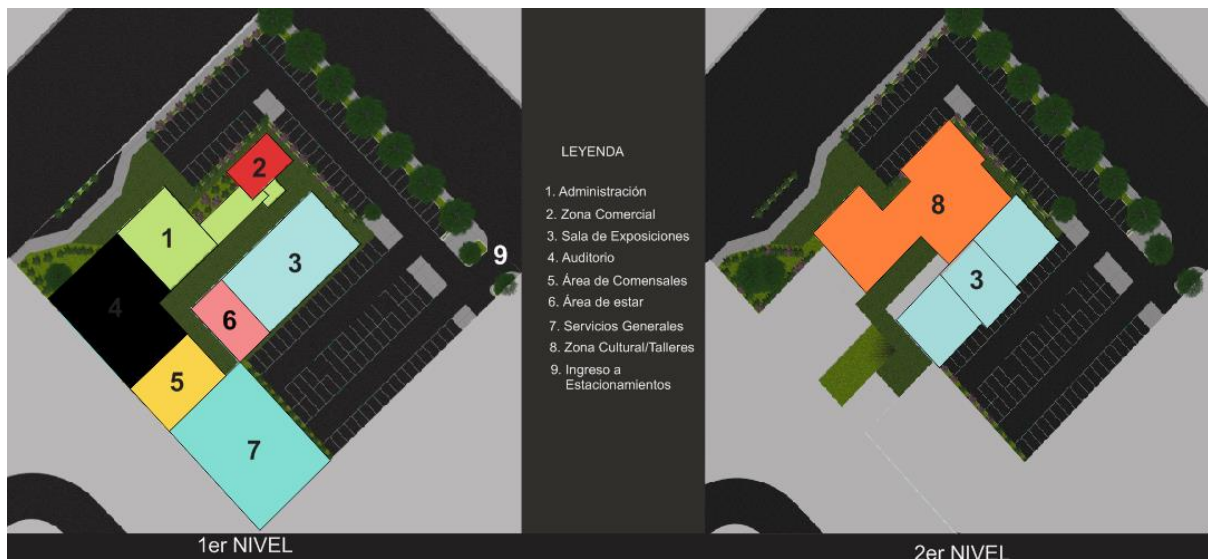 2
1
3
4
6
5
7
9
1er NIVEL
LEYENDA
1. Administración
2. Zona Comercial
3. Sala de Exposiciones
4. Auditorio
5. Área de Comensales
6. Área de estar
7. Servicios Generales
8. Zona Cultural/Talleres
9. Ingreso a
Estacionamientos
8
3
2er NIVEL